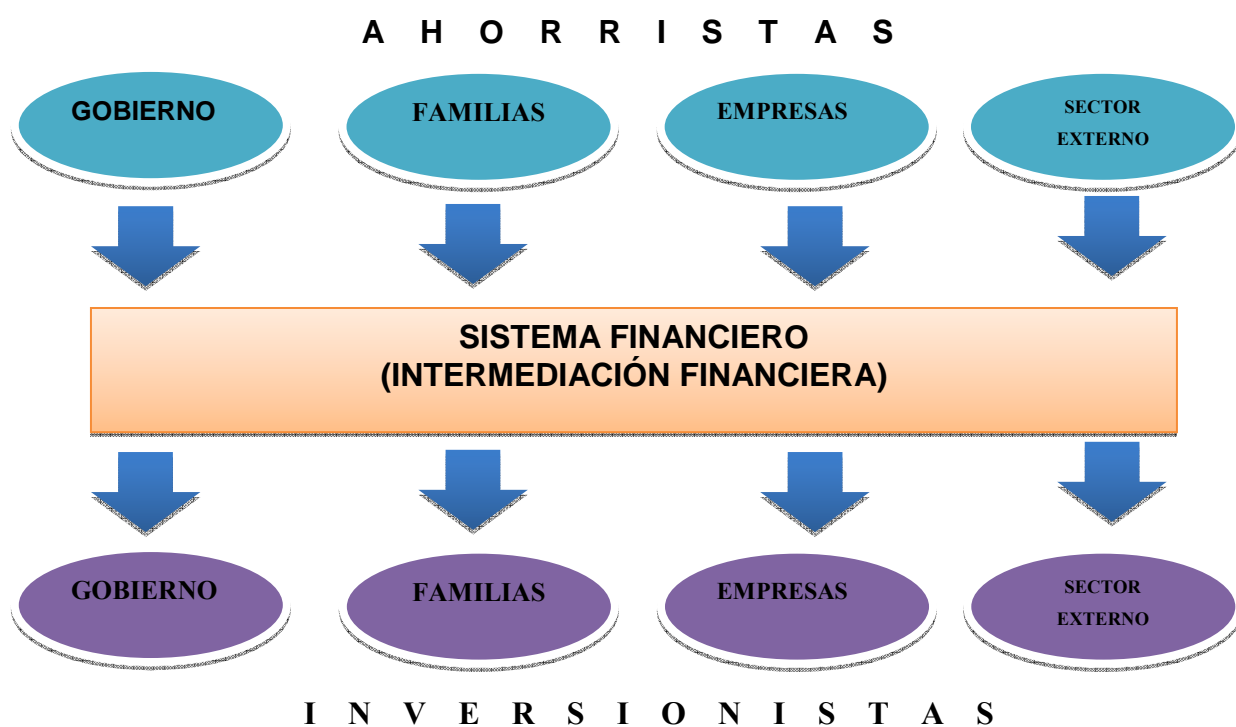 A H O R R I S T A S
GOBIERNO
FAMILIAS
EMPRESAS
SECTOR
EXTERNO
SISTEMA FINANCIERO
(INTERMEDIACIÓN FINANCIERA)
GOBIERNO
FAMILIAS
EMPRESAS
SECTOR
EXTERNO
I N V E R S I O N I S T A S